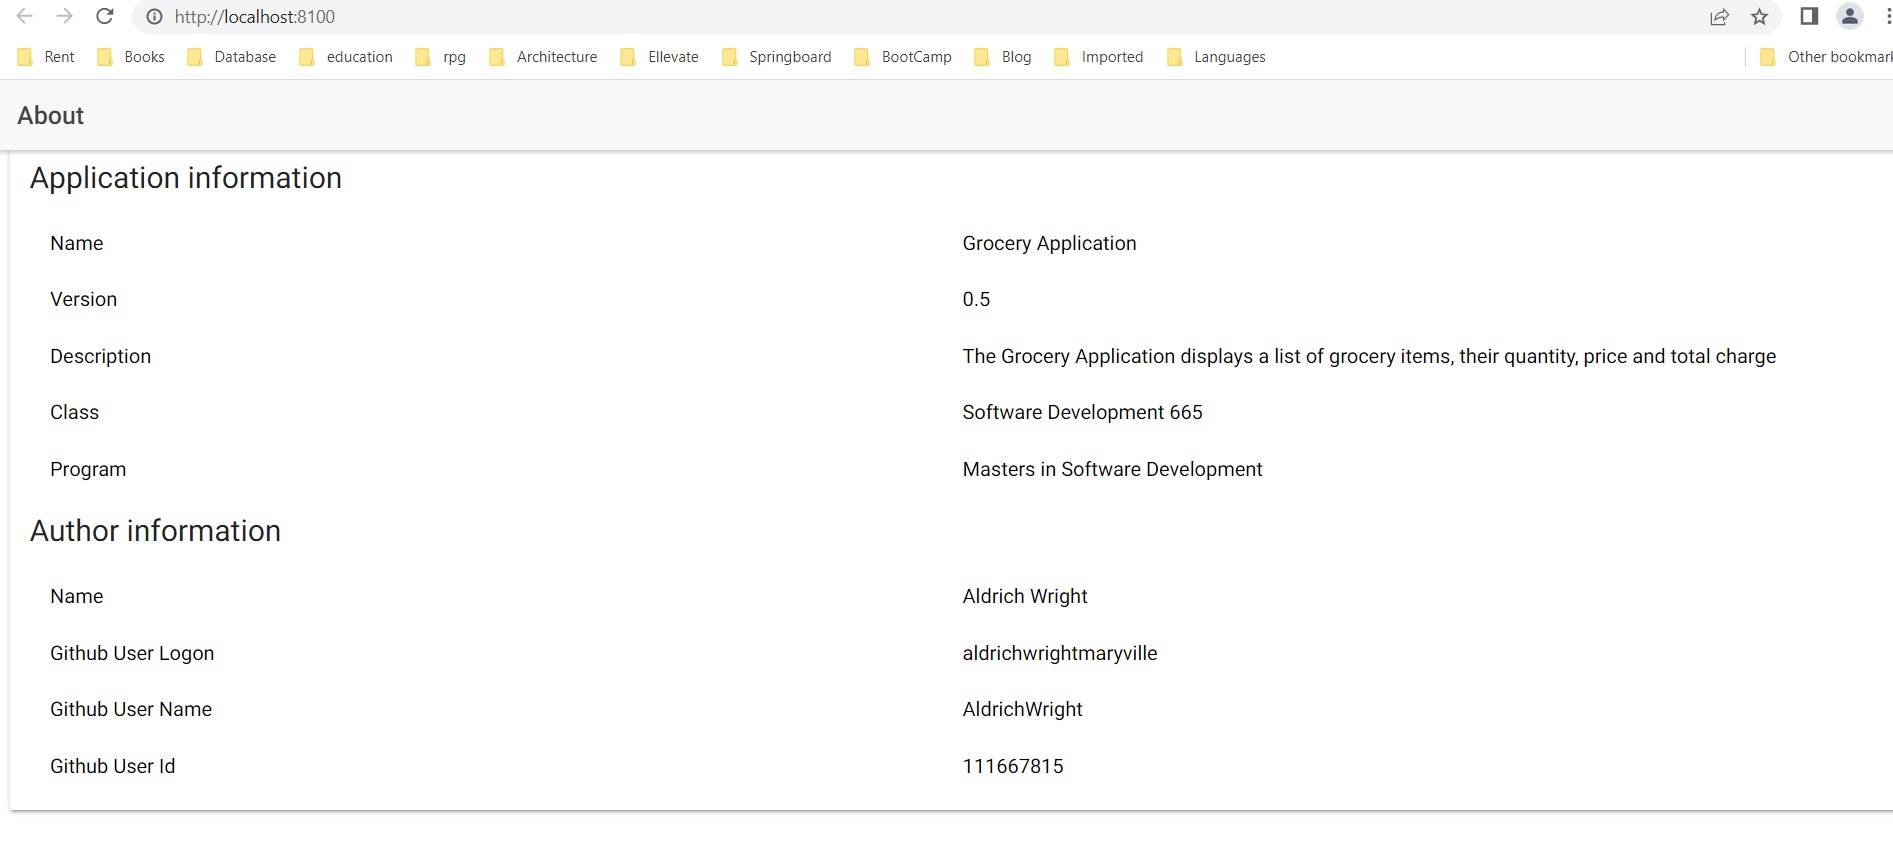 http://localhost:8100
Rent Books Database education rpg Architecture Ellevate Springboard BootCamp Blog Imported Languages Other bookmark
About
Application information
Name Grocery Application
Version 0.5
Description The Grocery Application displays a list of grocery items, their quantity, price and total charge
Class Software Development 665
Program Masters in Software Development
Author information
Name Aldrich Wright
Github User Logon aldrichwrightmaryville
Github User Name AldrichWright
Github User Id 111667815